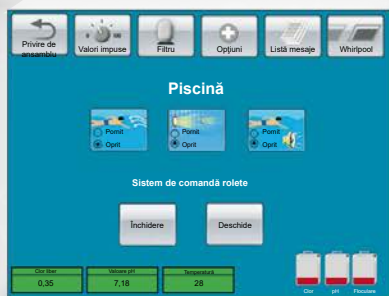 Privire de
ansamblu
Valori impuse
Filtru
Opțiuni
Listă mesaje
Whirlpool
Piscină
Pornit
Oprit
Pornit
Oprit
Pornit
Oprit
Sistem de comandă rolete
Închidere
Deschide
Clor liber
0,35
Valoare pH
7,18
Temperatură
28
Clor
pH
Floculare